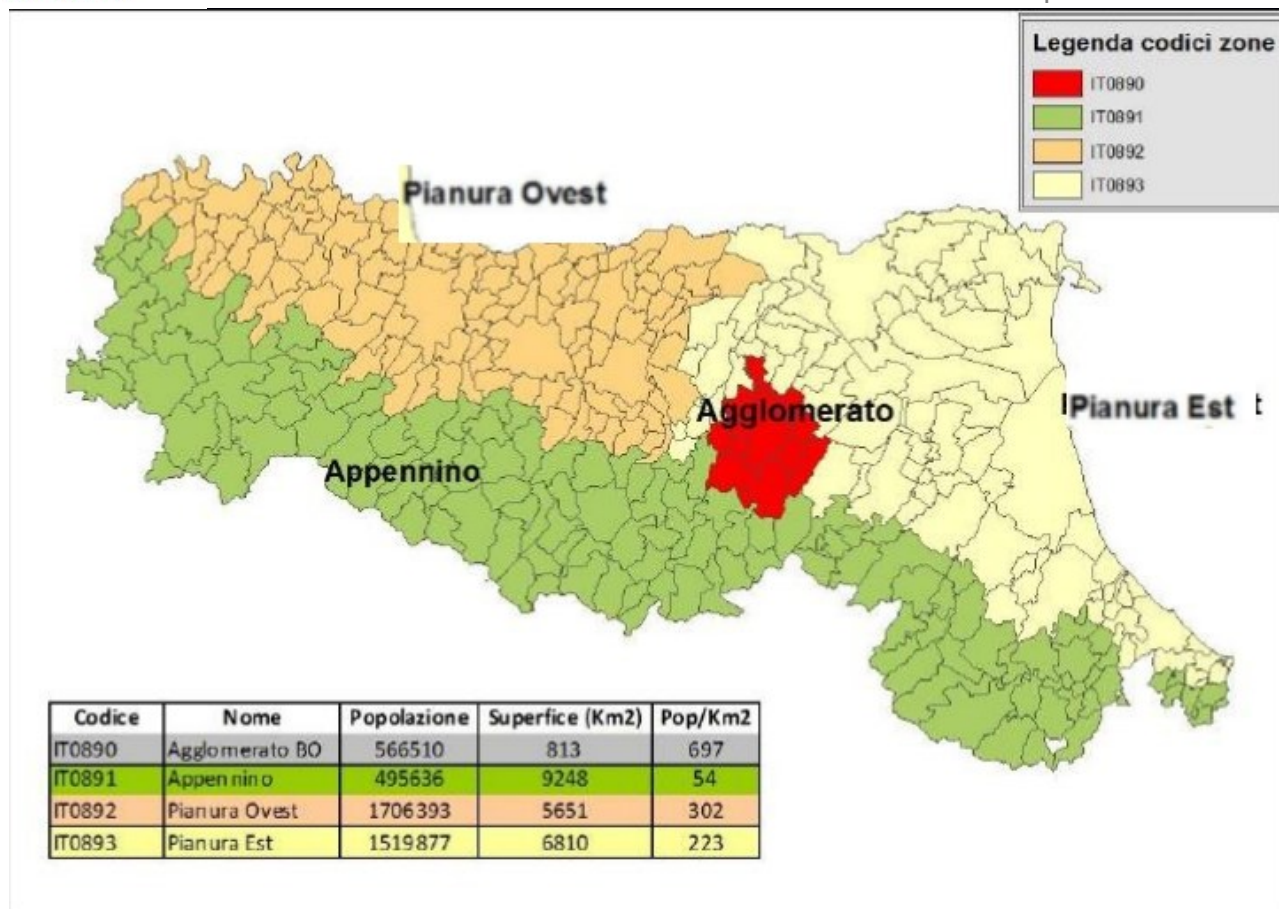 Legenda codici zone
IT0890
IT0891
IT0892
IT0893
Pianura Ovest
Agglomerato
Pianura Est
Appennino
Codice Nome Popolazione Superfice (Km2) Pop/Km2
IT0890 Agglomerato BO 566510 813 697
IT0891 Appennino 495636 9248 54
IT0892 Pianura Ovest 1706393 5651 302
IT0893 Pianura Est 1519877 6810 223